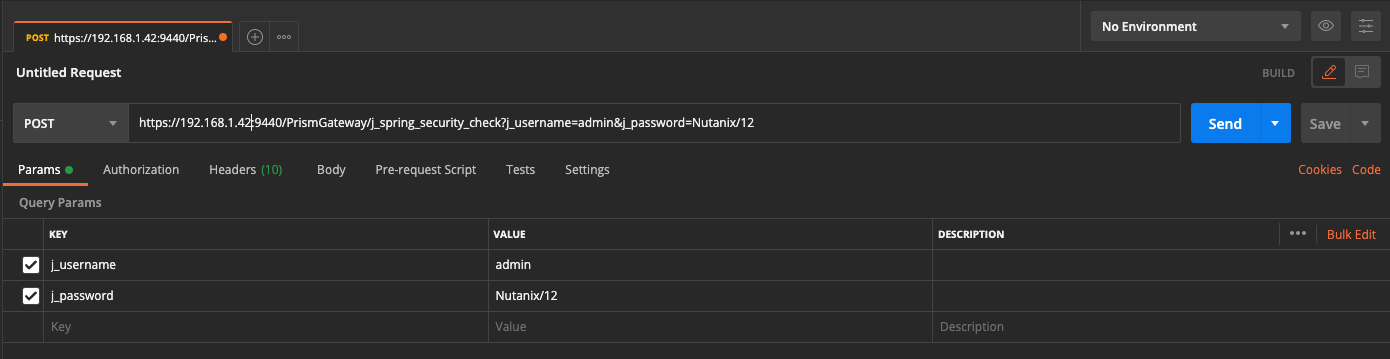 POST https://192.168.1.42:9440/Pris...
No Environment
Untitled Request
BUILD
POST https://192.168.1.42:9440/PrismGateway/j_spring_security_check?j_username=admin&j_password=Nutanix/12 Send Save
Params Authorization Headers (10) Body Pre-request Script Tests Settings Cookies Code
Query Params
KEY VALUE DESCRIPTION Bulk Edit
j_username admin
j_password Nutanix/12
Key Value Description